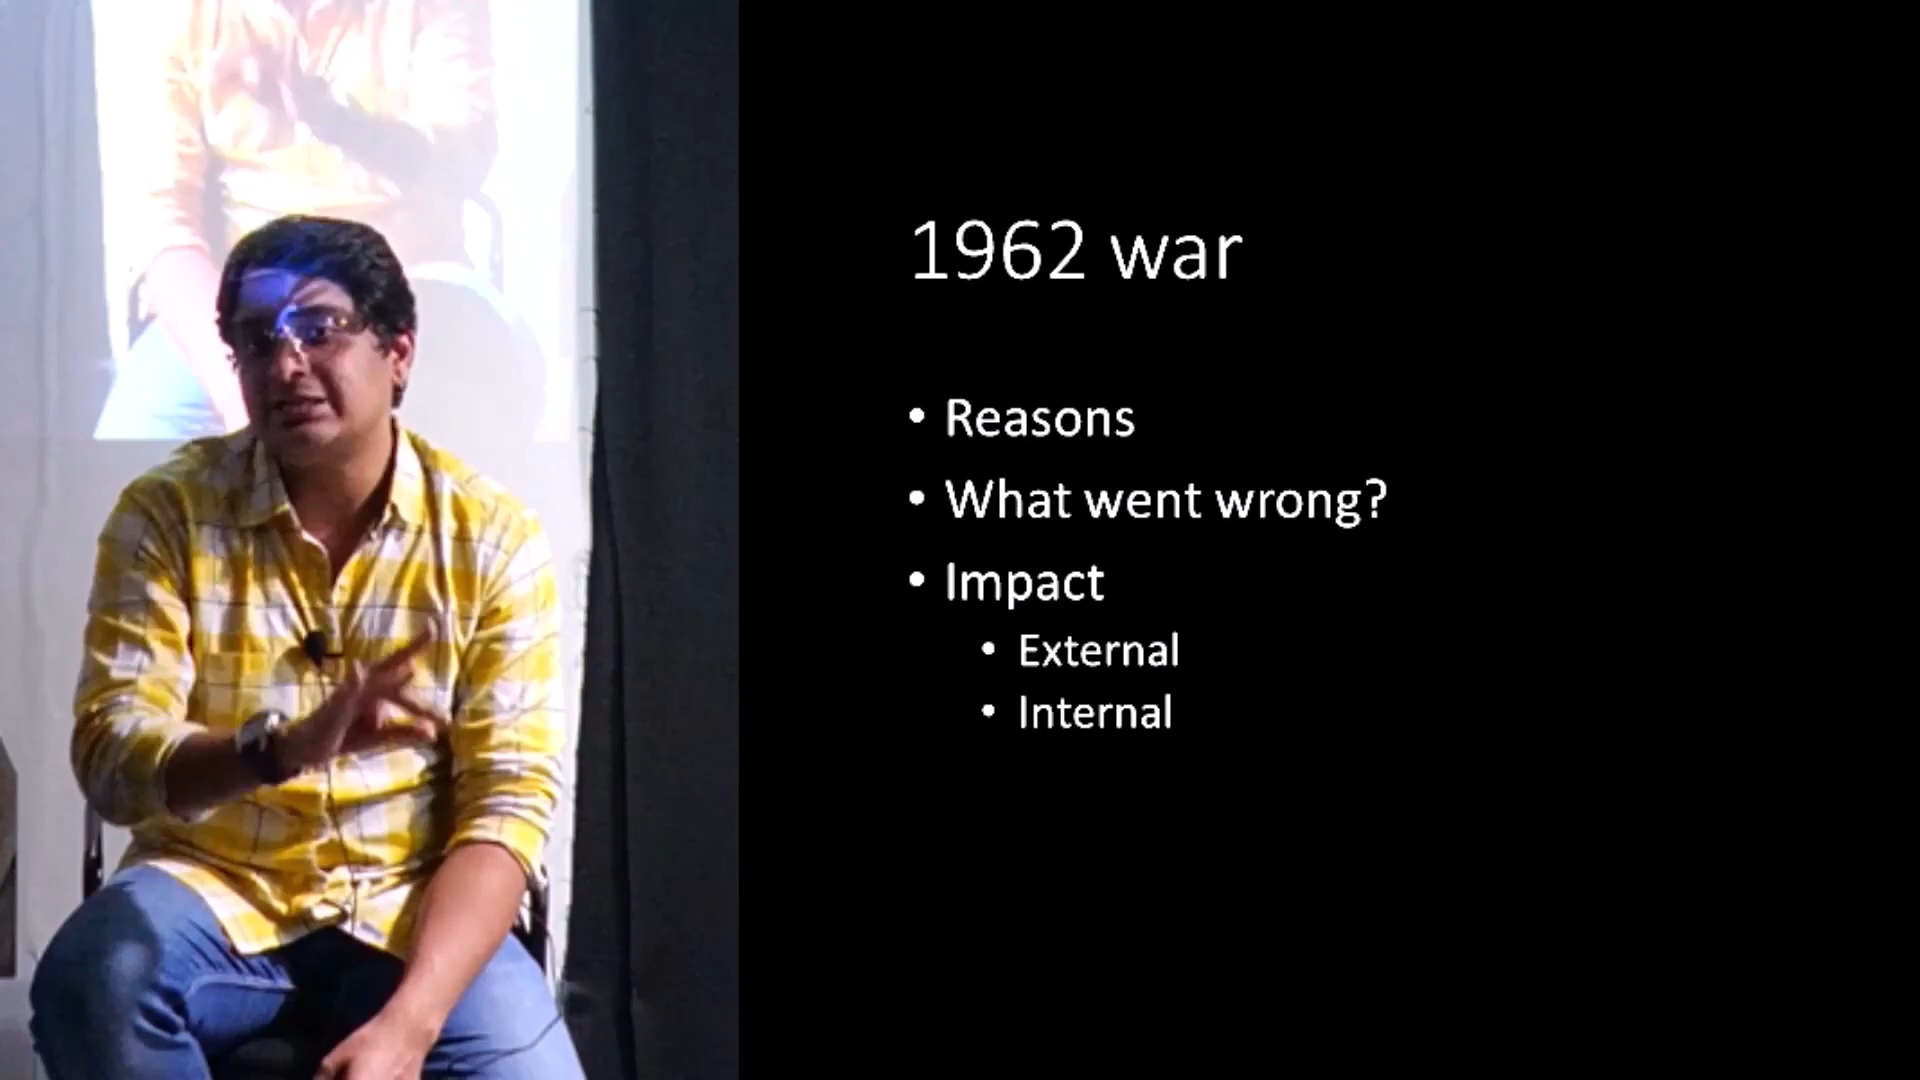 1962 war
• Reasons
• What went wrong?
• Impact
• External
• Internal